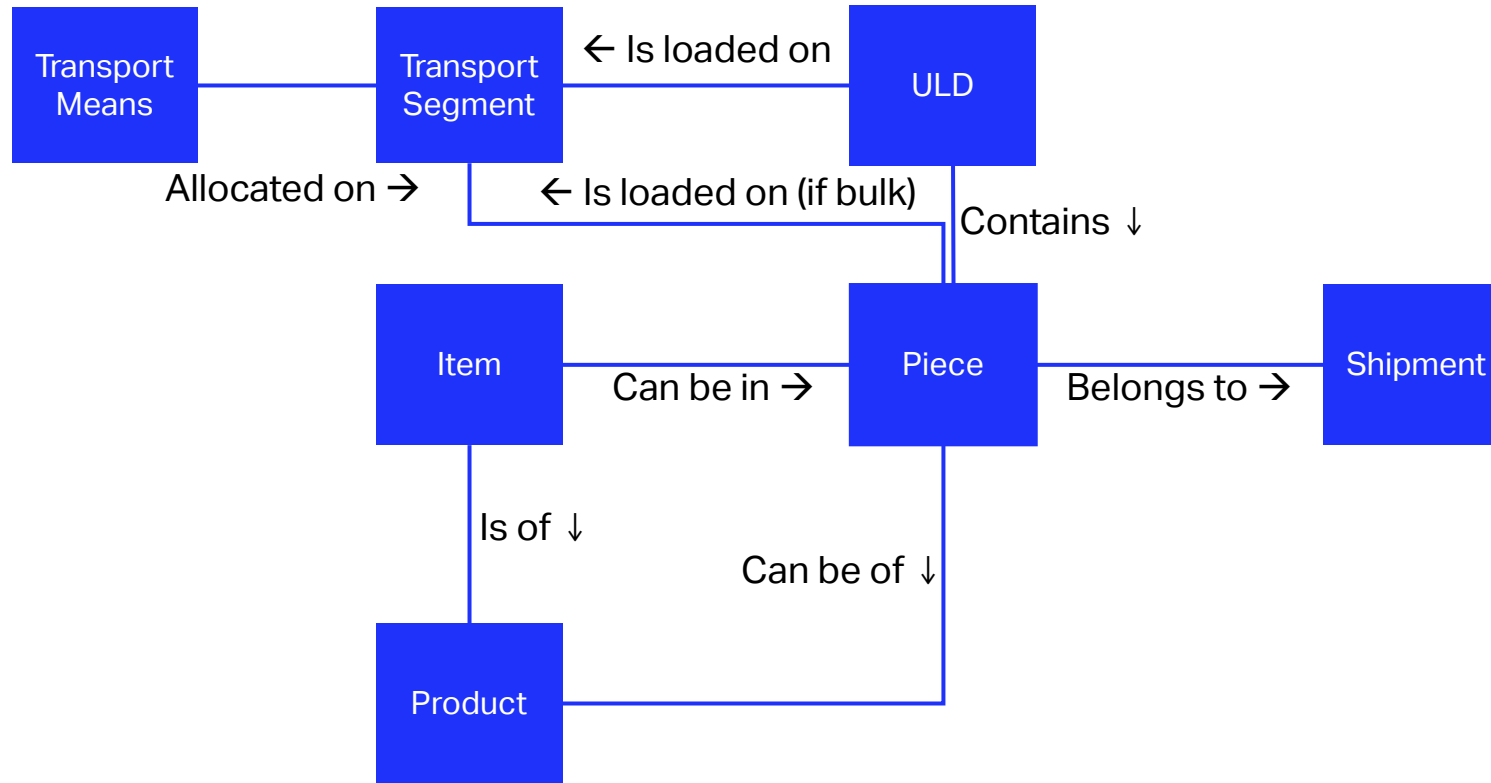 Transport
Means
Transport
Segment
← Is loaded on
ULD
Allocated on →
← Is loaded on (if bulk)
Contains ↓
Item
Can be in →
Piece
Belongs to →
Shipment
Is of ↓
Can be of ↓
Product